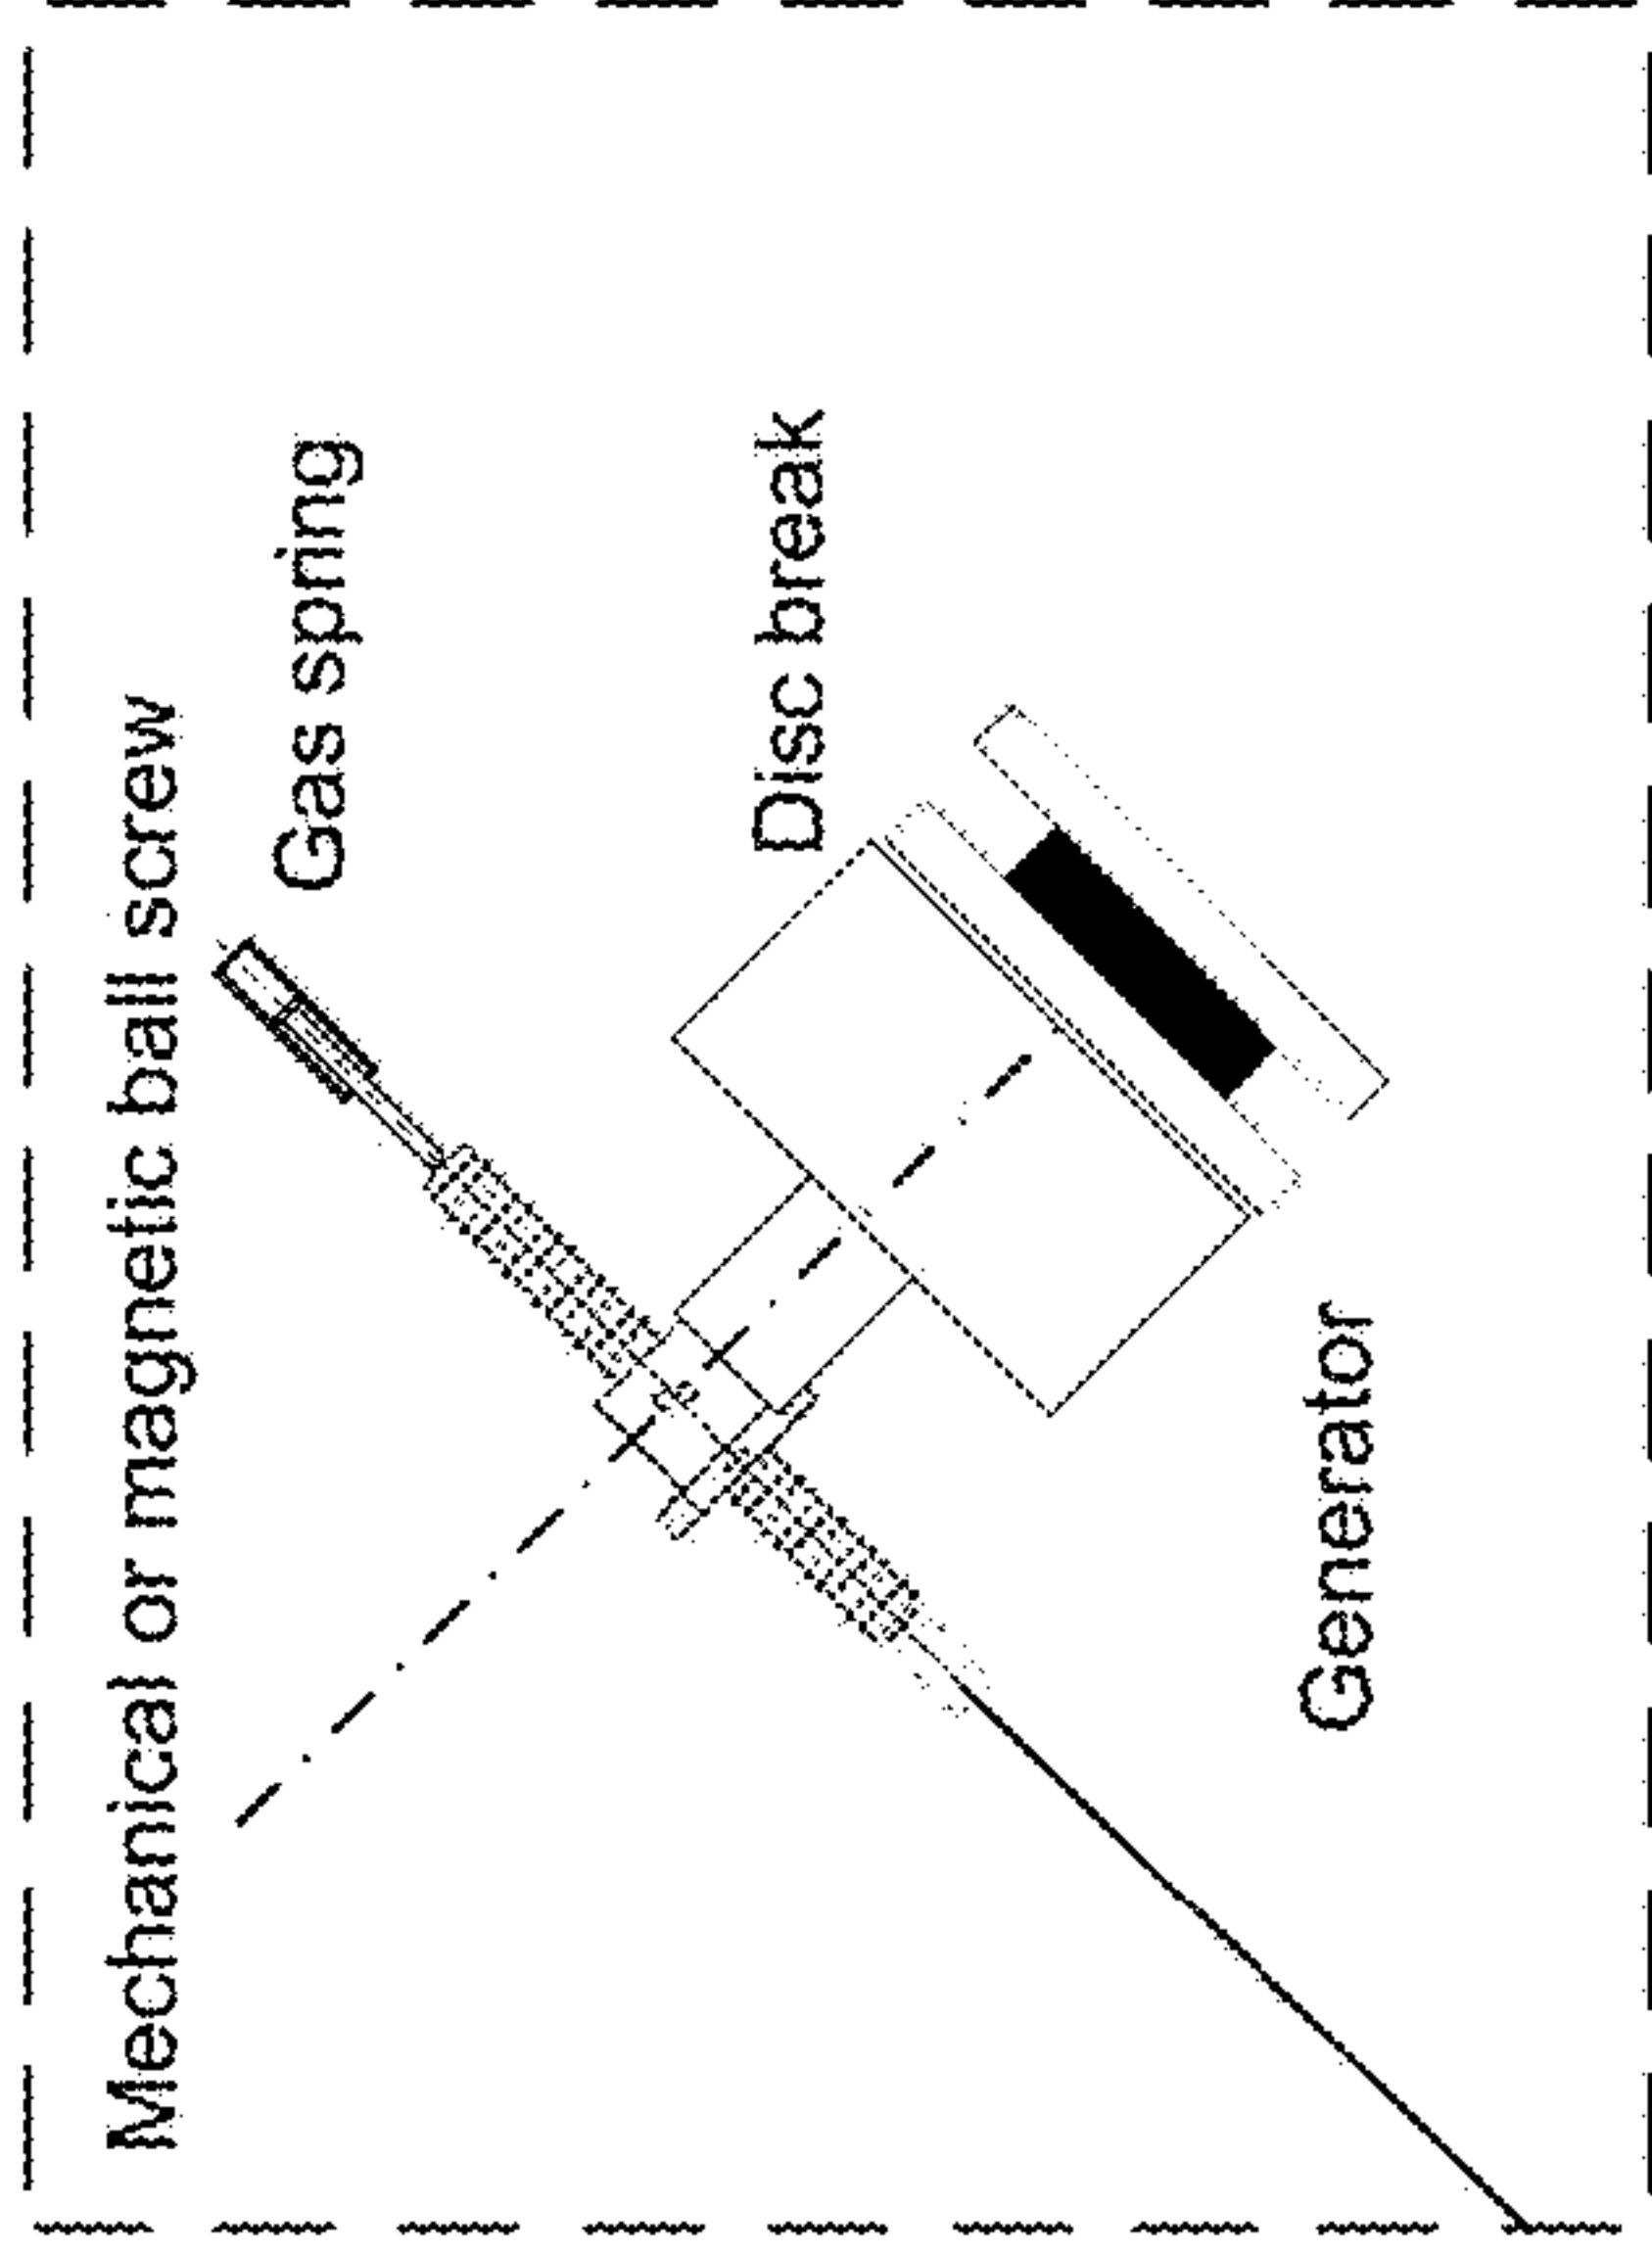 Mechanical or magnetic ball screw
Gas spring
Disc break
Generator